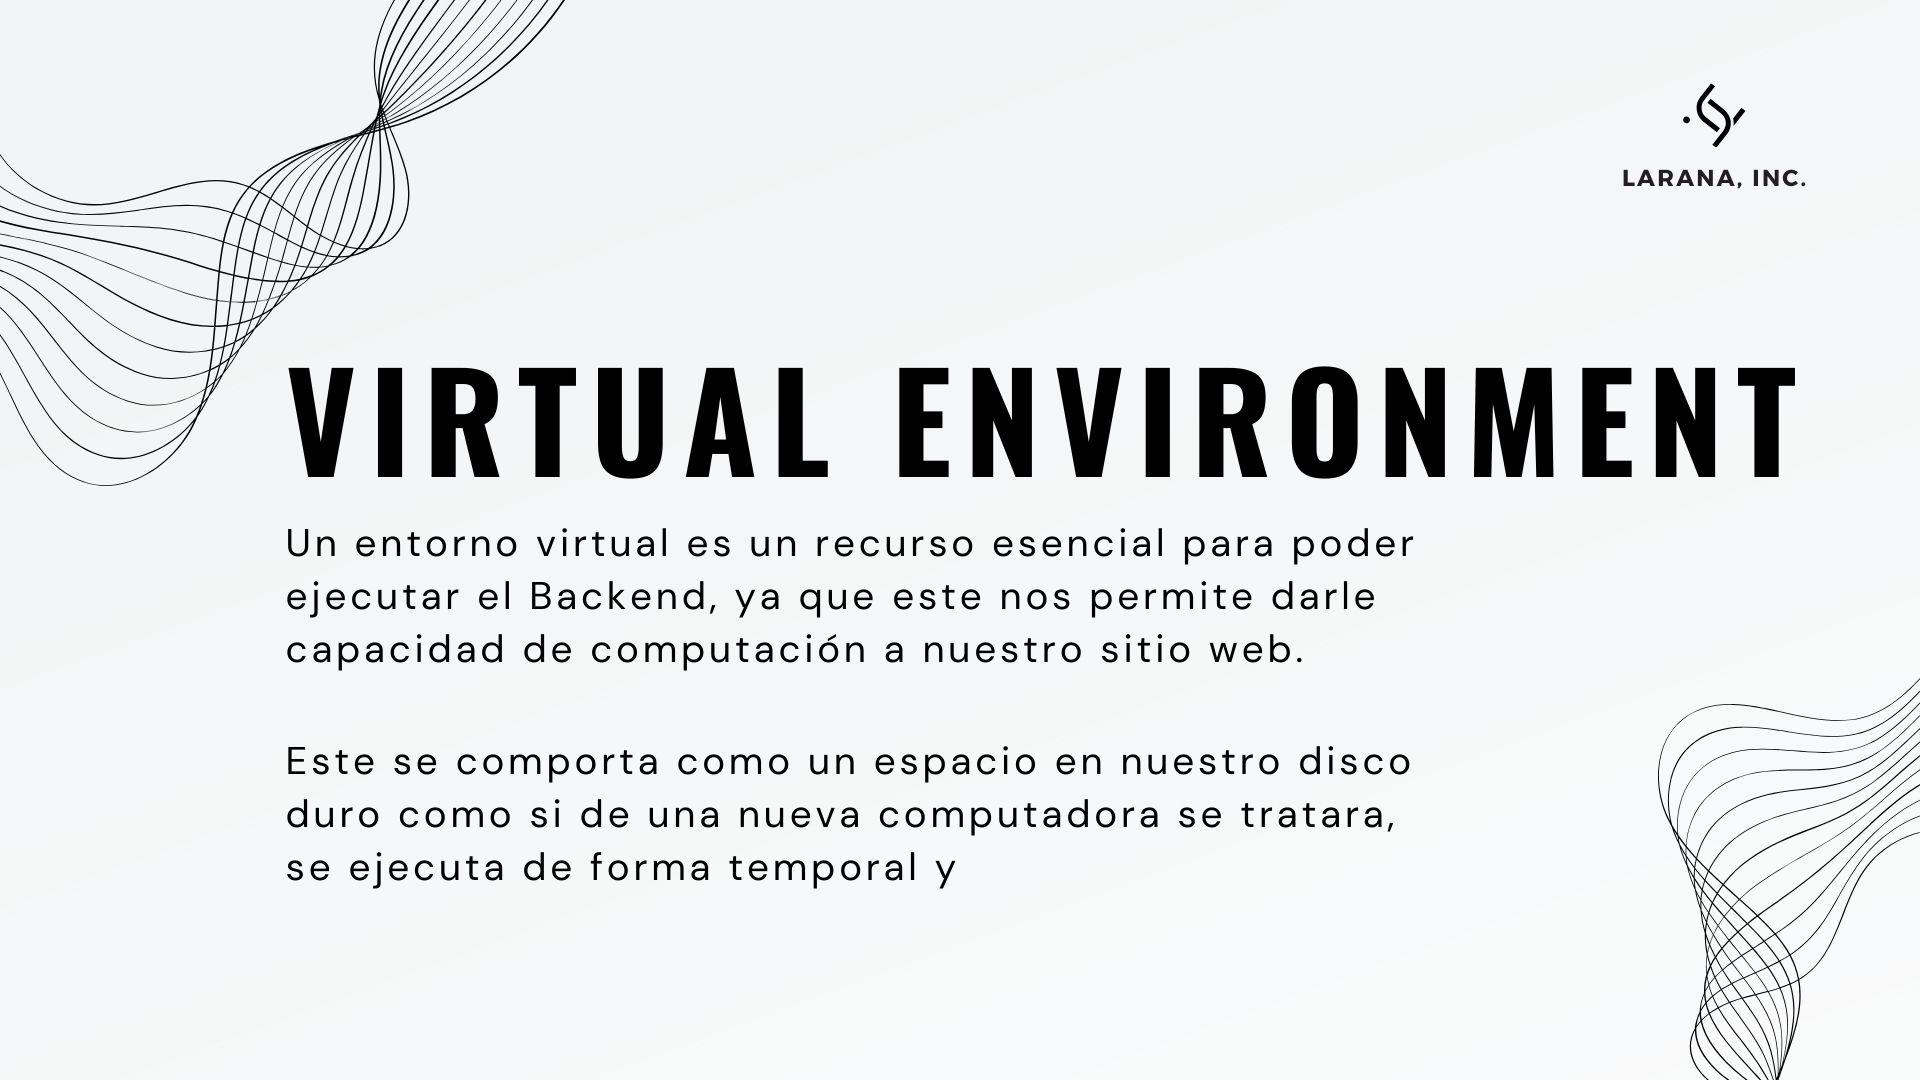 LARANA, INC.
VIRTUAL ENVIRONMENT
Un entorno virtual es un recurso esencial para poder
ejecutar el Backend, ya que este nos permite darle
capacidad de computación a nuestro sitio web.
Este se comporta como un espacio en nuestro disco
duro como si de una nueva computadora se tratara,
se ejecuta de forma temporal y